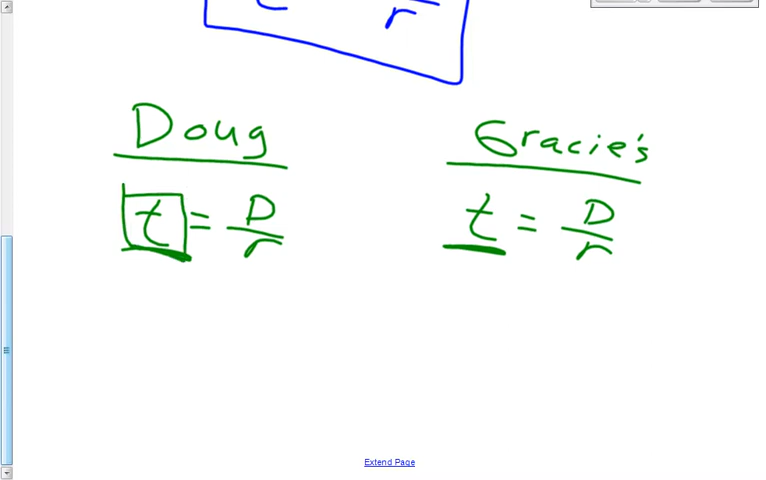 t r
Doug Gracie's
t = D/r t = D/r
Extend Page